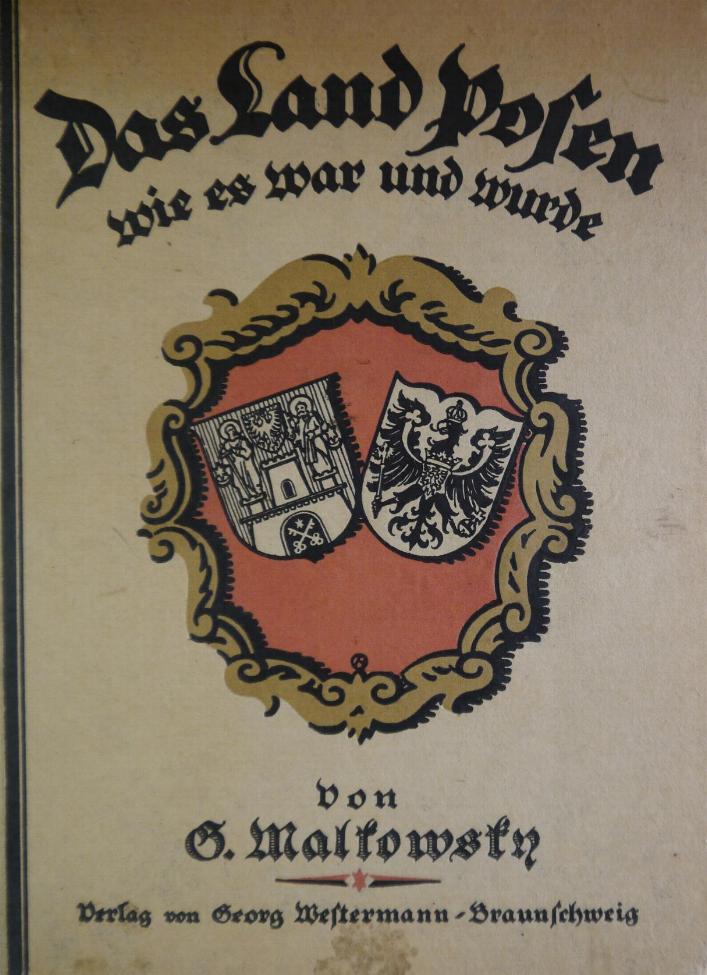 Das Land Poſen
wie es war und wurde
Von
G. Malkowsky
Verlag von Georg Weſtermann-Braunſchweig